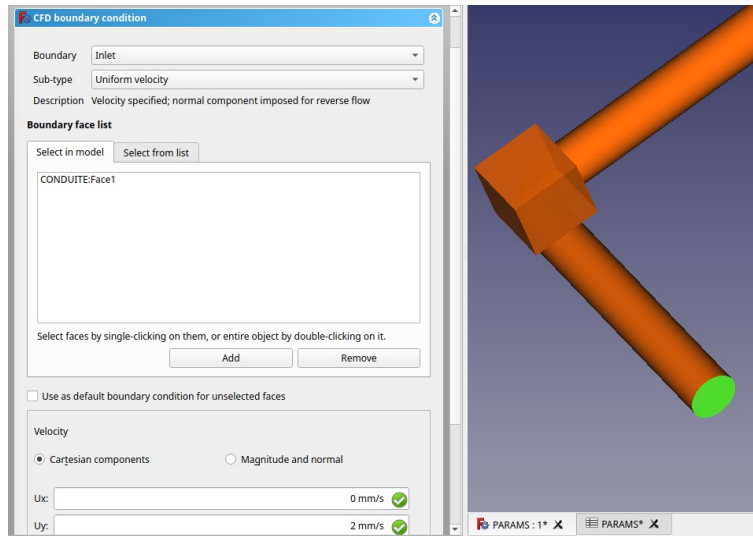 CFD boundary condition
Boundary Inlet
Sub-type Uniform velocity
Description Velocity specified; normal component imposed for reverse flow
Boundary face list
Select in model Select from list
CONDUITE:Face1
Select faces by single-clicking on them, or entire object by double-clicking on it.
Add Remove
Use as default boundary condition for unselected faces
Velocity
Cartesian components Magnitude and normal
Ux: 0 mm/s
Uy: 2 mm/s
PARAMS : 1* X PARAMS* X